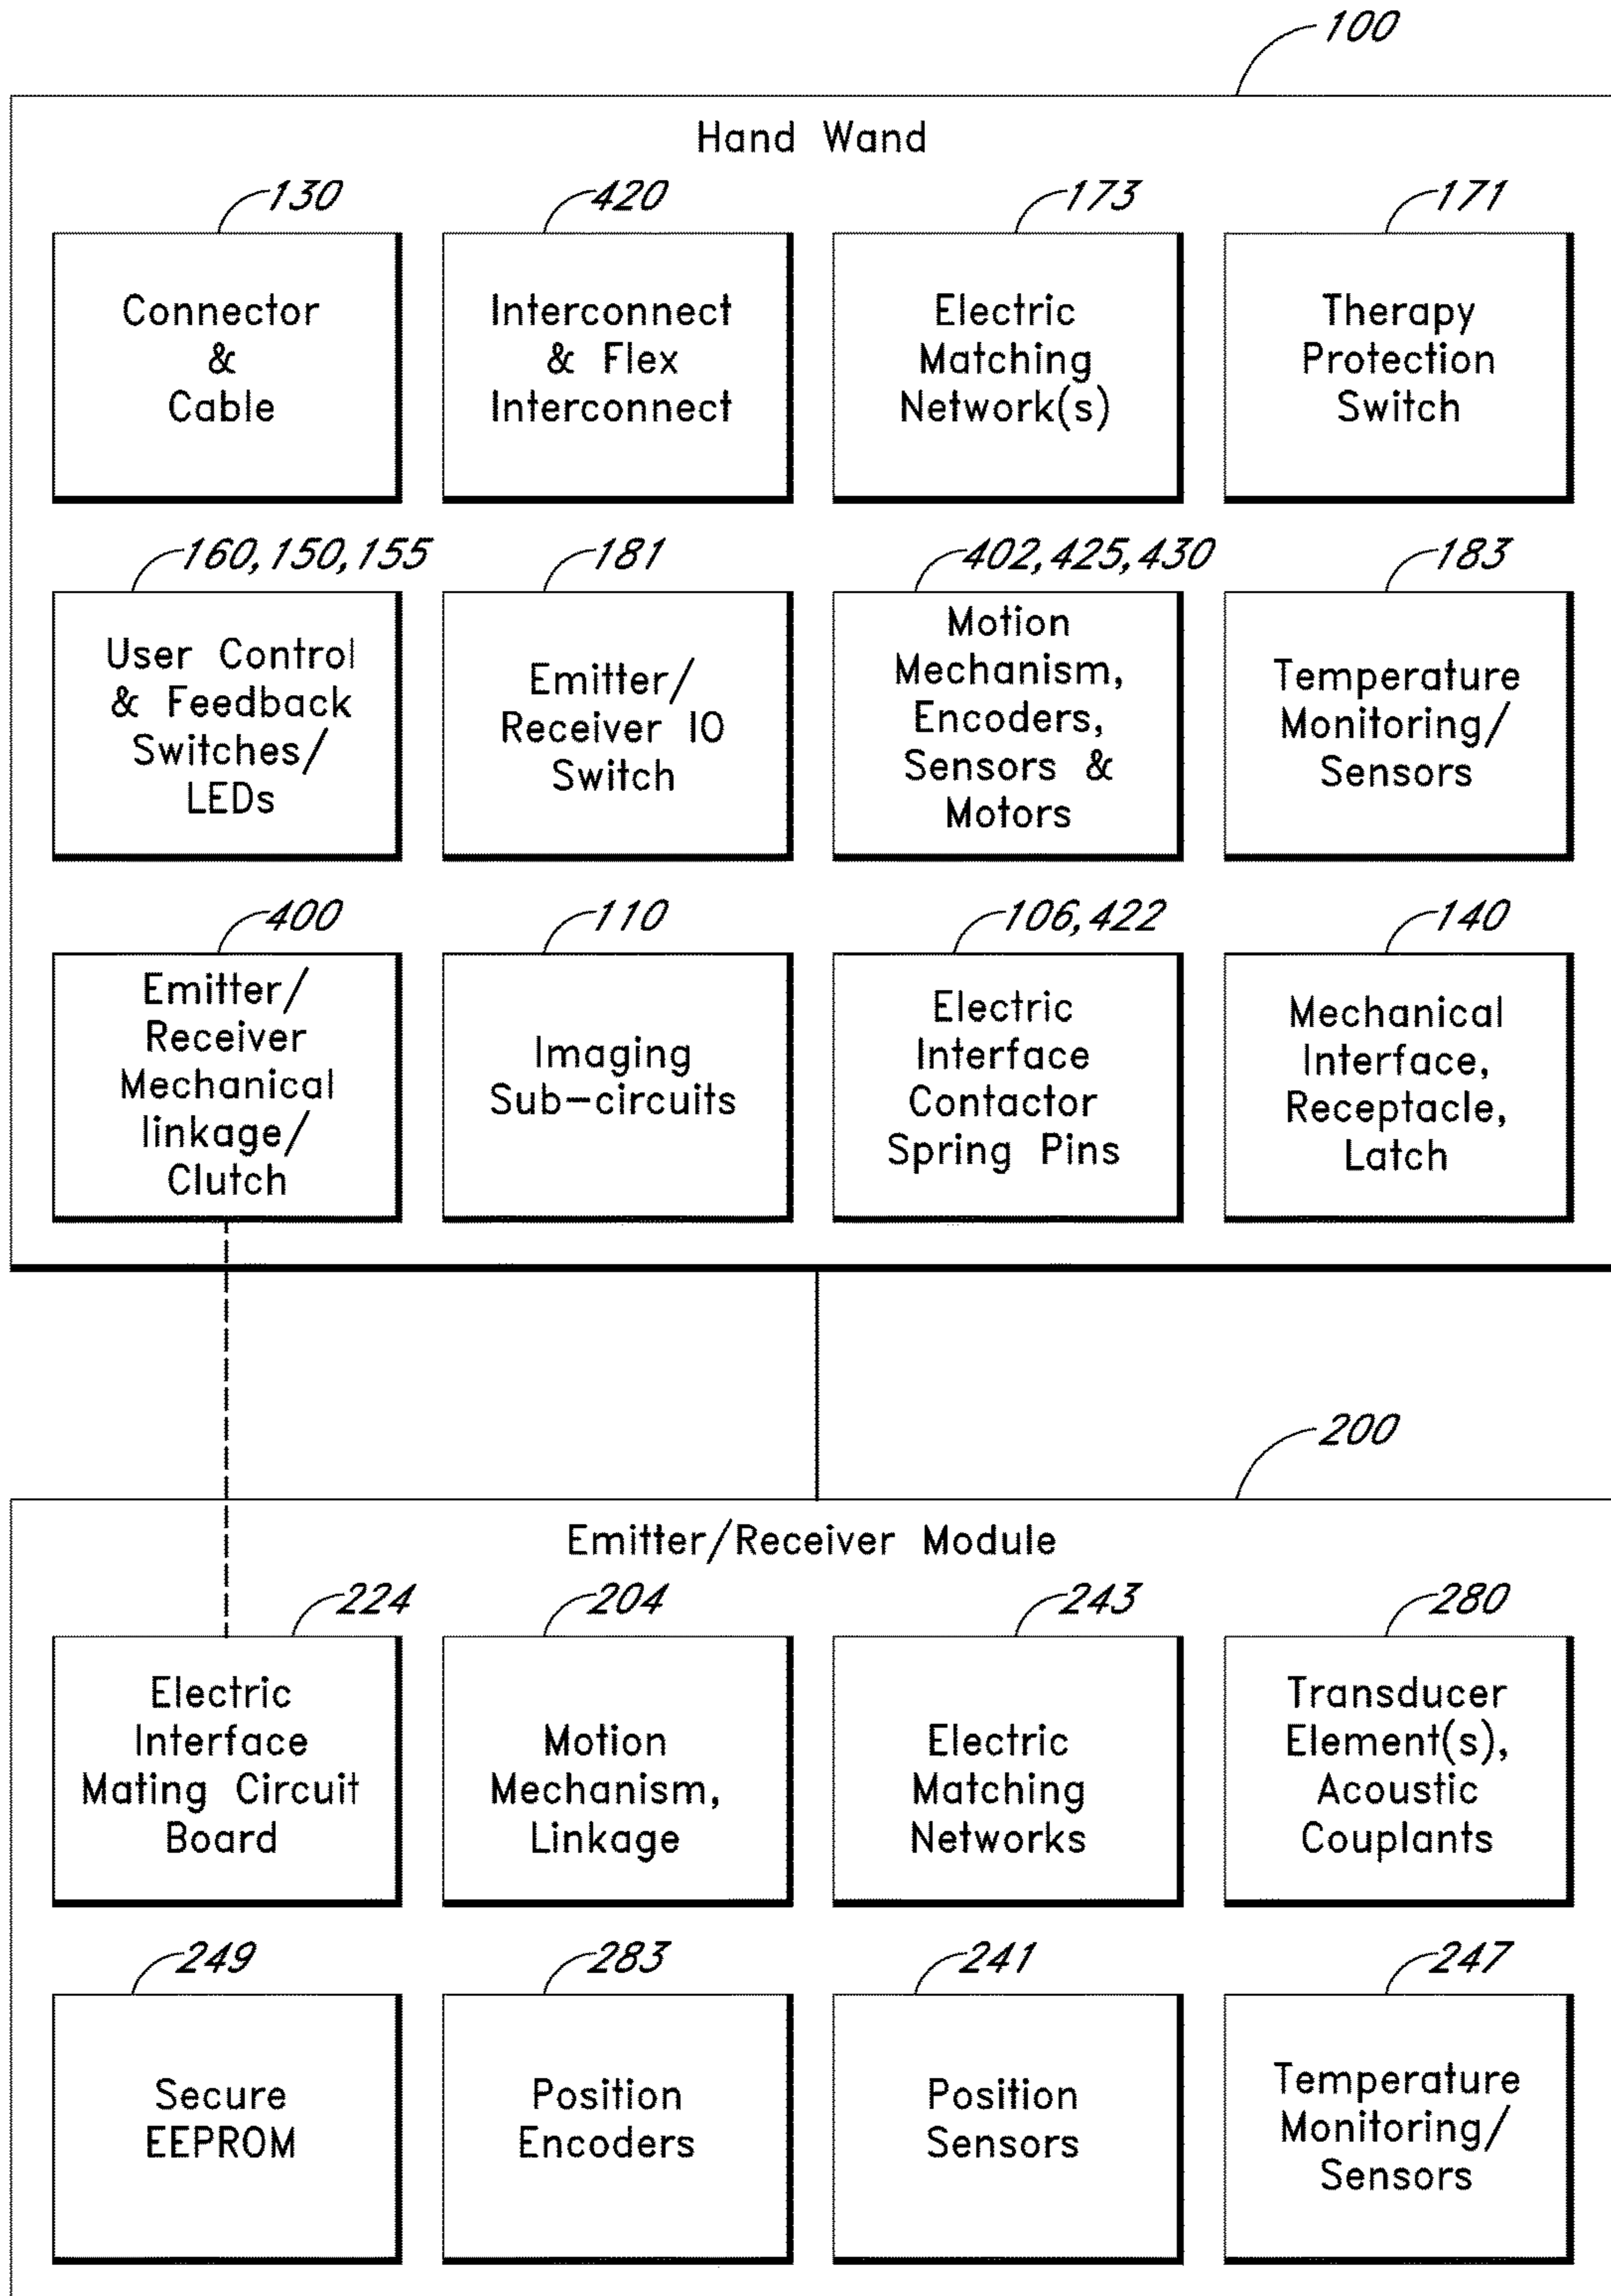 100
Hand Wand
130
Connector
&
Cable
420
Interconnect
& Flex
Interconnect
173
Electric
Matching
Network(s)
171
Therapy
Protection
Switch
160, 150, 155
User Control
& Feedback
Switches/
LEDs
181
Emitter/
Receiver IO
Switch
402, 425, 430
Motion
Mechanism,
Encoders,
Sensors &
Motors
183
Temperature
Monitoring/
Sensors
400
Emitter/
Receiver
Mechanical
linkage/
Clutch
110
Imaging
Sub-circuits
106, 422
Electric
Interface
Contactor
Spring Pins
140
Mechanical
Interface,
Receptacle,
Latch
200
Emitter/Receiver Module
224
Electric
Interface
Mating Circuit
Board
204
Motion
Mechanism,
Linkage
243
Electric
Matching
Networks
280
Transducer
Element(s),
Acoustic
Couplants
249
Secure
EEPROM
283
Position
Encoders
241
Position
Sensors
247
Temperature
Monitoring/
Sensors